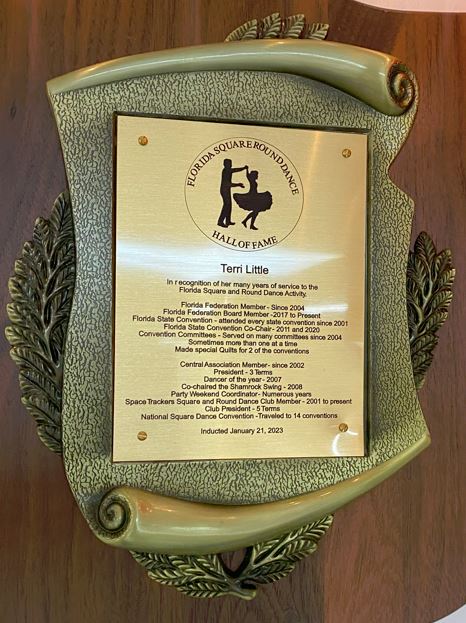 FLORIDA SQUARE ROUND DANCE
HALL OF FAME
Terri Little
In recognition of her many years of service to the
Florida Square and Round Dance Activity.
Florida Federation Member - Since 2004
Florida Federation Board Member -2017 to Present
Florida State Convention - attended every state convention since 2001
Florida State Convention Co-Chair- 2011 and 2020
Convention Committees - Served on many committees since 2004
Sometimes more than one at a time
Made special Quilts for 2 of the conventions
Central Association Member- since 2002
President - 3 Terms
Dancer of the year - 2007
Co-chaired the Shamrock Swing - 2008
Party Weekend Coordinator- Numerous years
Space Trackers Square and Round Dance Club Member - 2001 to present
Club President - 5 Terms
National Square Dance Convention -Traveled to 14 conventions
Inducted January 21, 2023